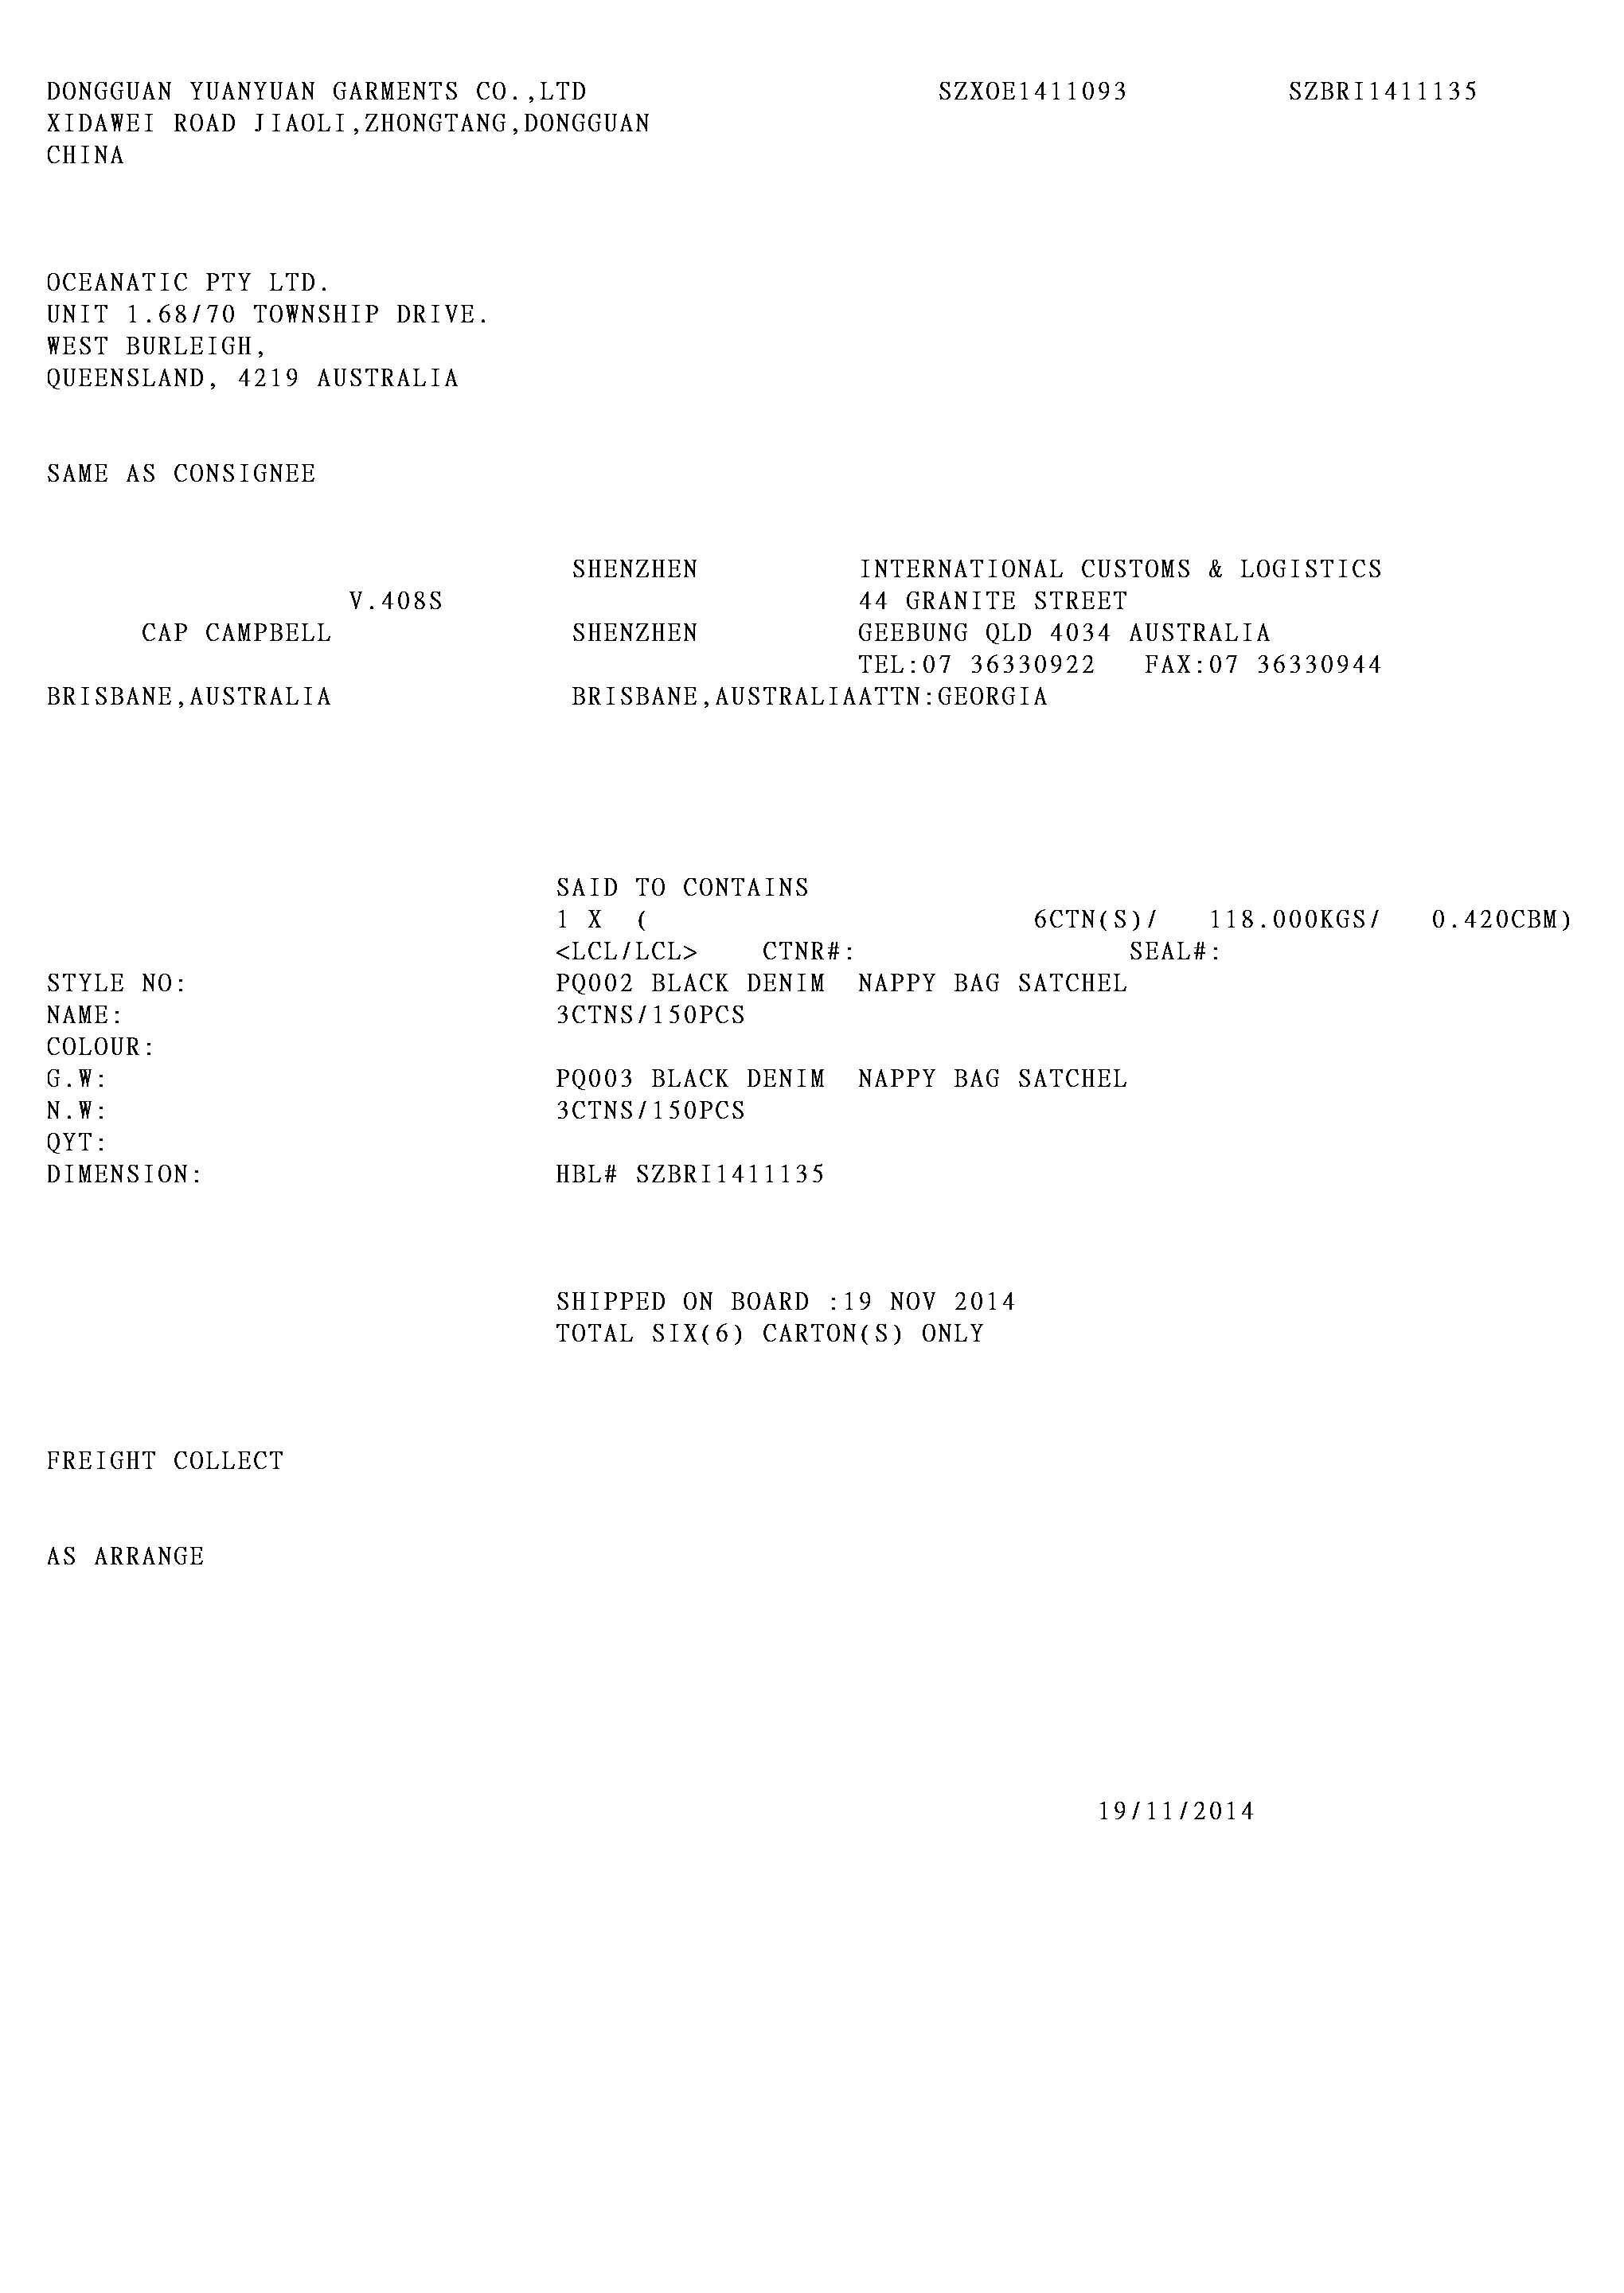 DONGGUAN YUANYUAN GARMENTS CO.,LTD SZXOE1411093 SZBRI1411135
XIDAWEI ROAD JIAOLI,ZHONGTANG,DONGGUAN
CHINA
OCEANATIC PTY LTD.
UNIT 1.68/70 TOWNSHIP DRIVE.
WEST BURLEIGH,
QUEENSLAND, 4219 AUSTRALIA
SAME AS CONSIGNEE
SHENZHEN INTERNATIONAL CUSTOMS & LOGISTICS
V.408S 44 GRANITE STREET
CAP CAMPBELL SHENZHEN GEEBUNG QLD 4034 AUSTRALIA
TEL:07 36330922 FAX:07 36330944
BRISBANE,AUSTRALIA BRISBANE,AUSTRALIAATTN:GEORGIA
SAID TO CONTAINS
1 X ( 6CTN(S)/ 118.000KGS/ 0.420CBM)
<LCL/LCL> CTNR#: SEAL#:
STYLE NO: PQ002 BLACK DENIM NAPPY BAG SATCHEL
NAME: 3CTNS/150PCS
COLOUR:
G.W: PQ003 BLACK DENIM NAPPY BAG SATCHEL
N.W: 3CTNS/150PCS
QYT:
DIMENSION: HBL# SZBRI1411135
SHIPPED ON BOARD :19 NOV 2014
TOTAL SIX(6) CARTON(S) ONLY
FREIGHT COLLECT
AS ARRANGE
19/11/2014